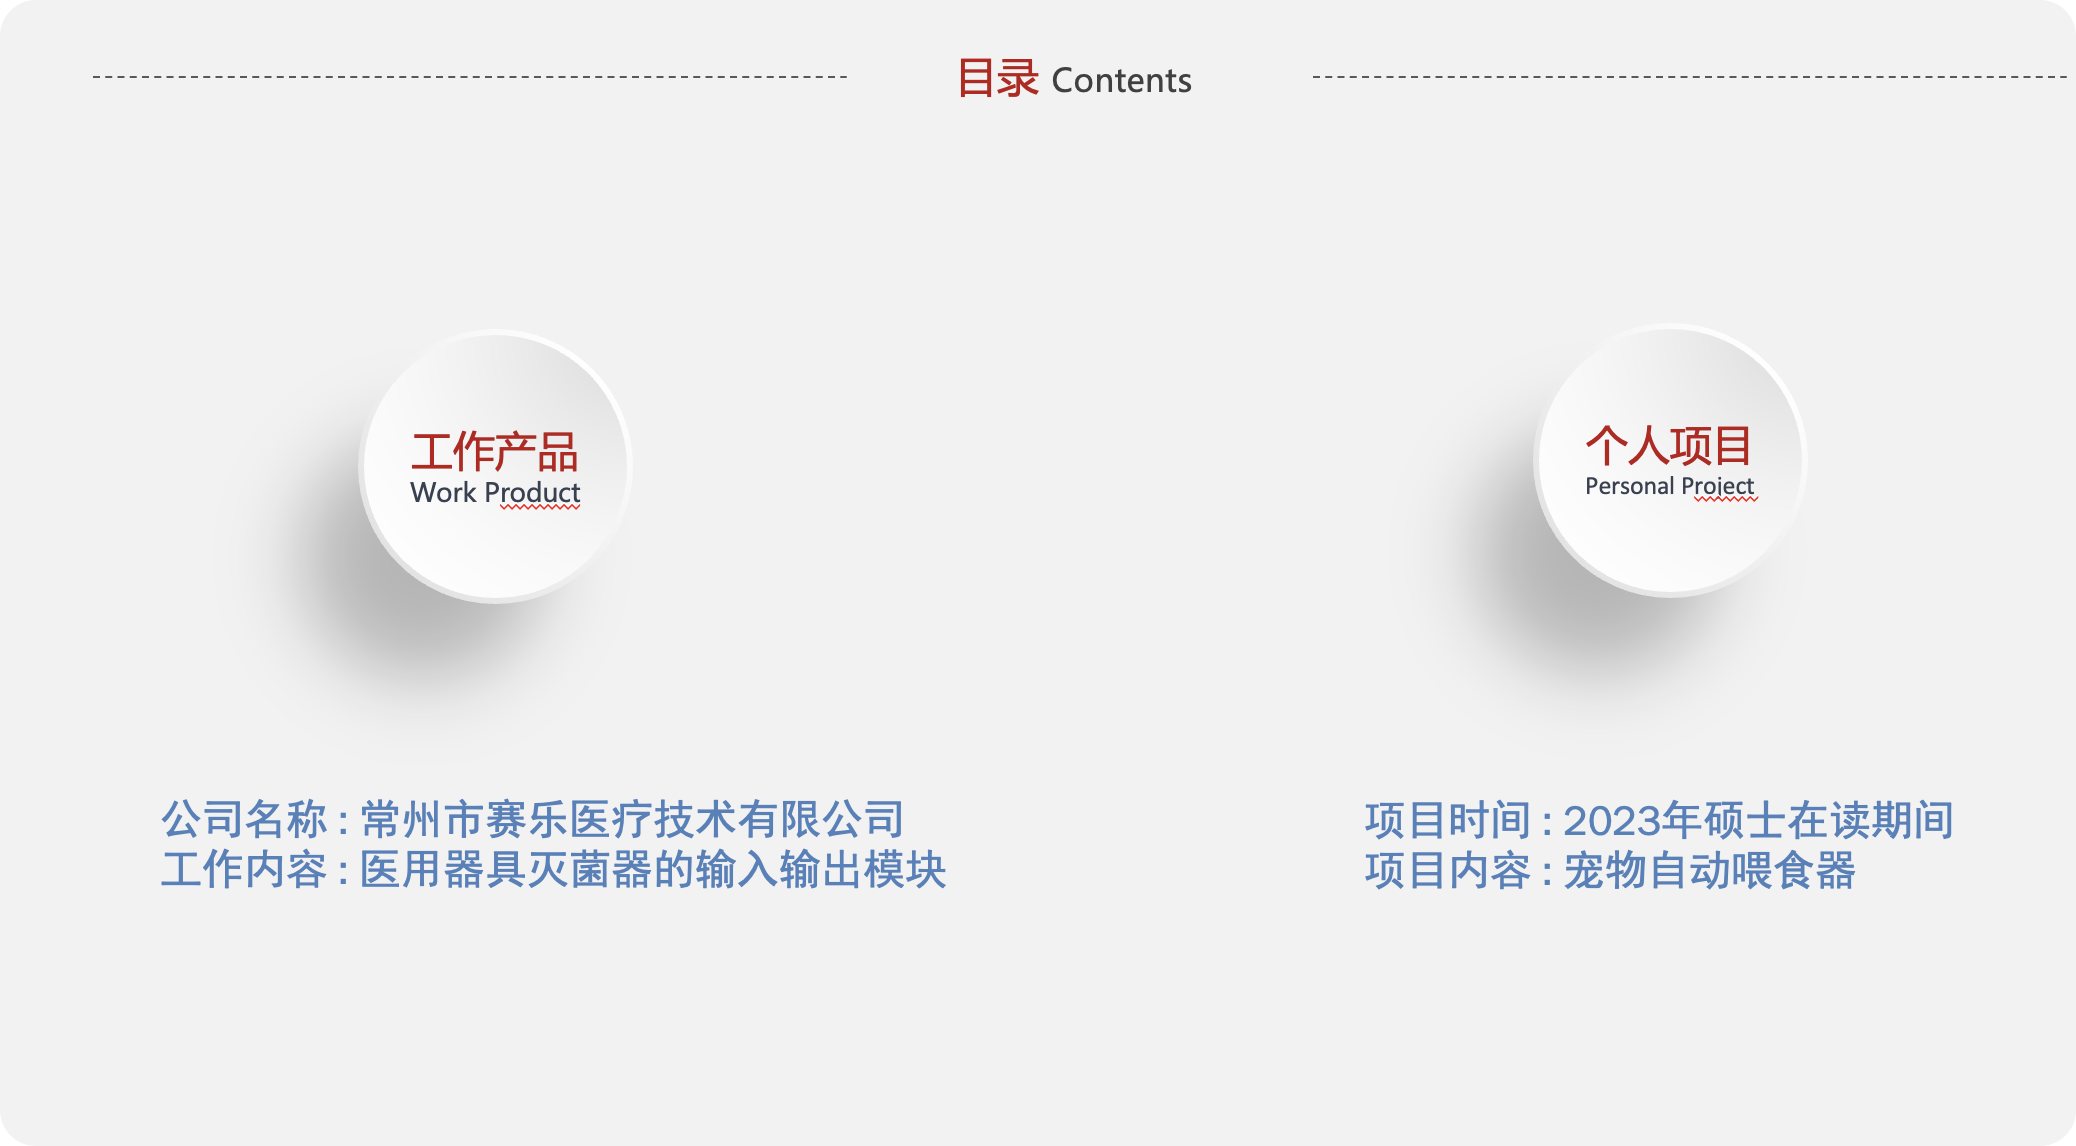 目录 Contents
工作产品
Work Product
个人项目
Personal Project
公司名称 : 常州市赛乐医疗技术有限公司
工作内容 : 医用器具灭菌器的输入输出模块
项目时间 : 2023年硕士在读期间
项目内容 : 宠物自动喂食器